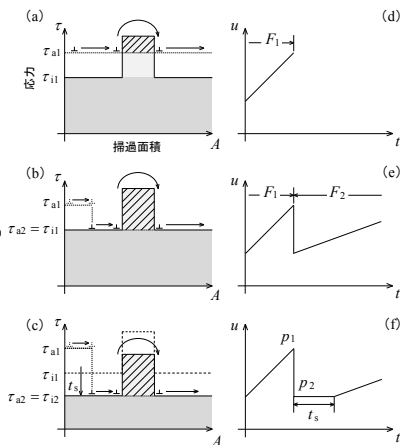 (a)
τ
τa1
τi1
応力
掃過面積
A
(d)
u
F1
t
(b)
τ
τa1
τa2 = τi1
A
(e)
u
F1
F2
t
(c)
τ
τa1
τi1
ts
τa2 = τi2
A
(f)
u
p1
p2
ts
t